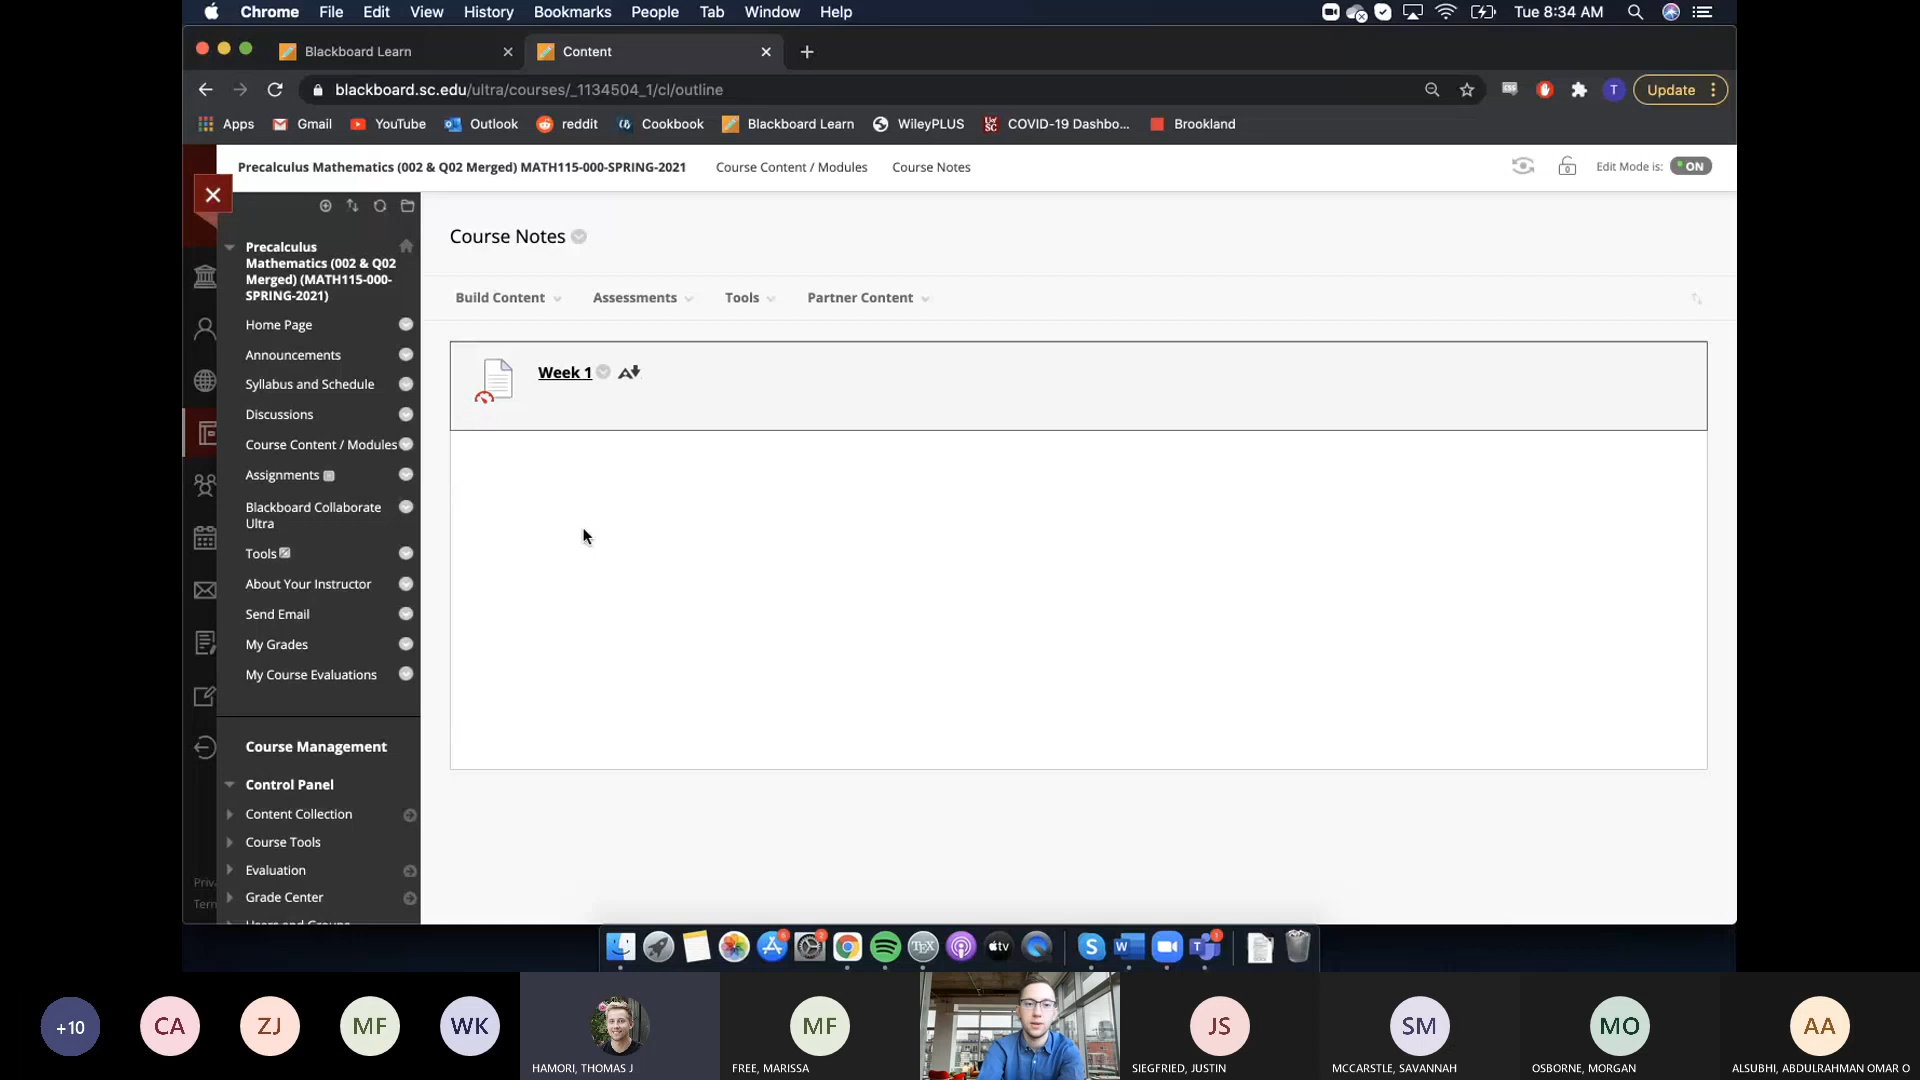 Chrome File Edit View History Bookmarks People Tab Window Help
Tue 8:34 AM
Blackboard Learn
Content
blackboard.sc.edu/ultra/courses/_1134504_1/cl/outline
T
Update
Apps Gmail YouTube Outlook reddit Cookbook Blackboard Learn WileyPLUS COVID-19 Dashbo... Brookland
Precalculus Mathematics (002 & Q02 Merged) MATH115-000-SPRING-2021 Course Content / Modules Course Notes
Edit Mode is: ON
Precalculus
Mathematics (002 & Q02
Merged) (MATH115-000-
SPRING-2021)
Home Page
Announcements
Syllabus and Schedule
Discussions
Course Content / Modules
Assignments
Blackboard Collaborate
Ultra
Tools
About Your Instructor
Send Email
My Grades
My Course Evaluations
Course Management
Control Panel
Content Collection
Course Tools
Evaluation
Grade Center
Users and Groups
Priv
Tern
Course Notes
Build Content Assessments Tools Partner Content
Week 1
tv
+10
CA
ZJ
MF
WK
HAMORI, THOMAS J
MF
FREE, MARISSA
JS
SIEGFRIED, JUSTIN
SM
MCCARSTLE, SAVANNAH
MO
OSBORNE, MORGAN
AA
ALSUBHI, ABDULRAHMAN OMAR O